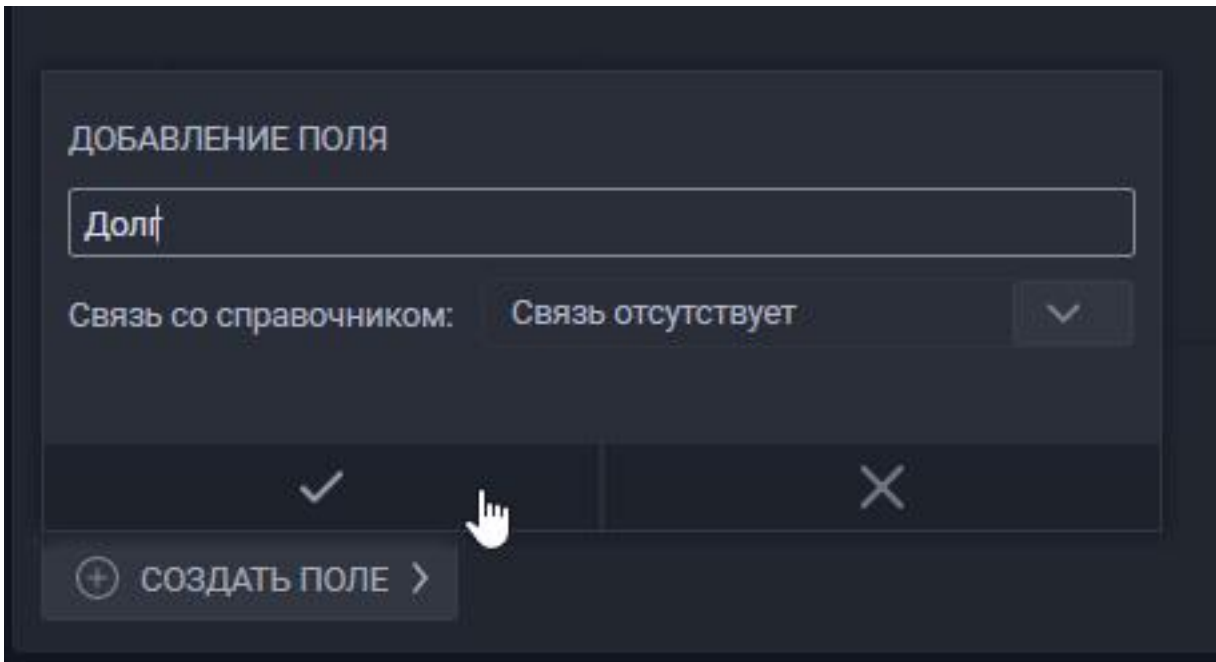 ДОБАВЛЕНИЕ ПОЛЯ
Долг
Связь со справочником: Связь отсутствует
СОЗДАТЬ ПОЛЕ